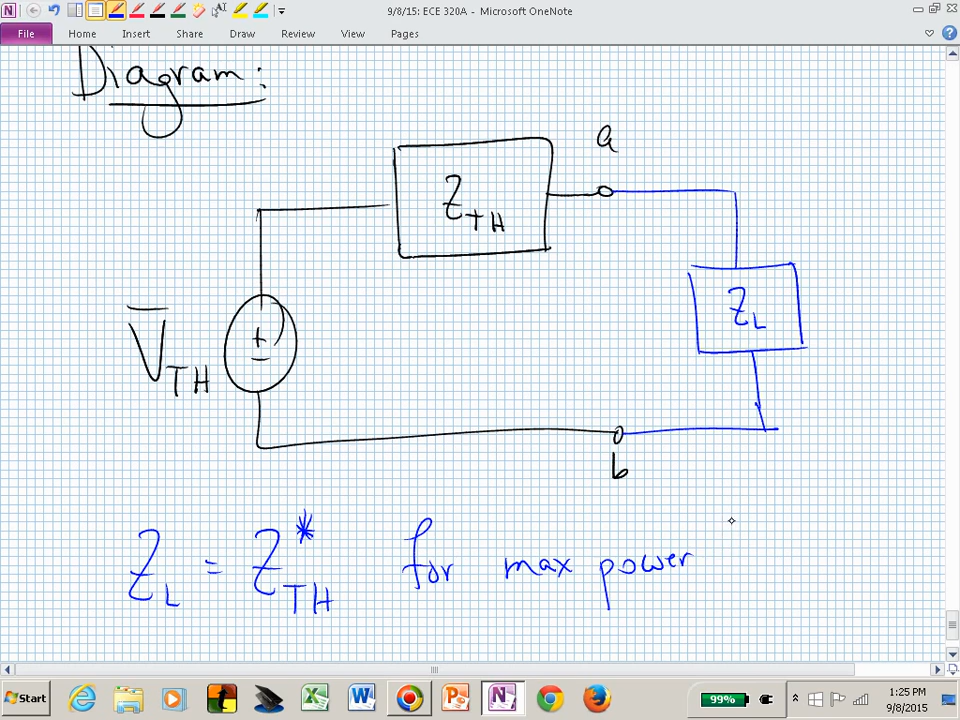 9/8/15: ECE 320A - Microsoft OneNote
File Home Insert Share Draw Review View Pages
Diagram:
a
Z_TH
Z_L
V̅_TH
+
−
b
Z_L = Z_TH^* for max power
99%
1:25 PM
9/8/2015
Start